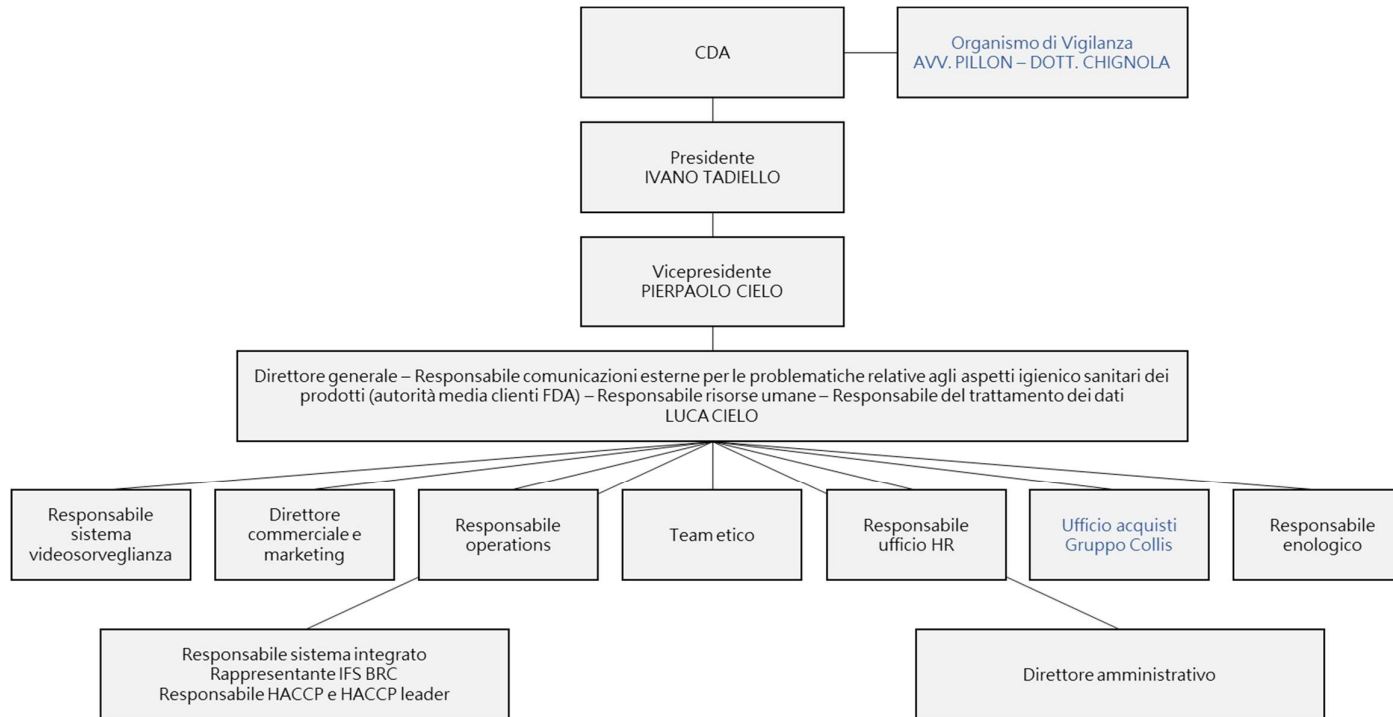 CDA
Organismo di Vigilanza
AVV. PILLON – DOTT. CHIGNOLA
Presidente
IVANO TADIELLO
Vicepresidente
PIERPAOLO CIELO
Direttore generale – Responsabile comunicazioni esterne per le problematiche relative agli aspetti igienico sanitari dei
prodotti (autorità media clienti FDA) – Responsabile risorse umane – Responsabile del trattamento dei dati
LUCA CIELO
Responsabile
sistema
videosorveglianza
Direttore
commerciale e
marketing
Responsabile
operations
Team etico
Responsabile
ufficio HR
Ufficio acquisti
Gruppo Collis
Responsabile
enologico
Responsabile sistema integrato
Rappresentante IFS BRC
Responsabile HACCP e HACCP leader
Direttore amministrativo